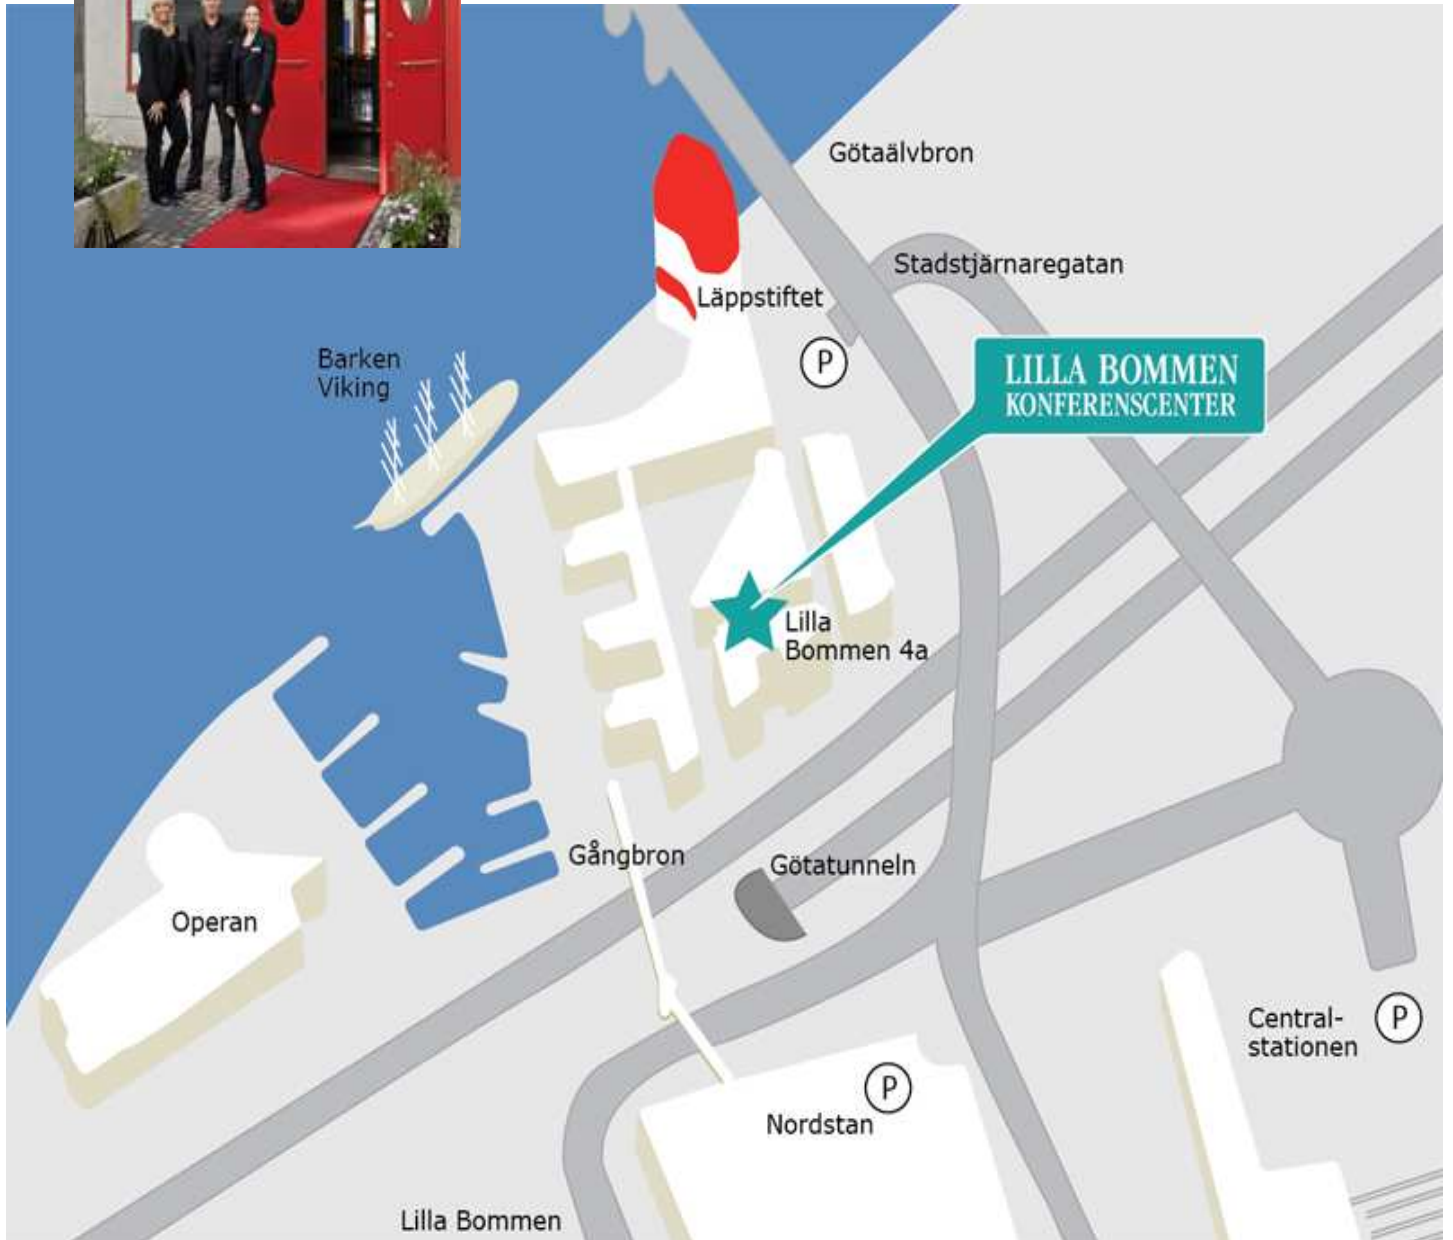 Götaälvbron
Stadstjärnaregatan
Läppstiftet
P
Barken
Viking
LILLA BOMMEN
KONFERENSCENTER
Lilla
Bommen 4a
Gångbron
Götatunneln
Operan
Central-
stationen
P
P
Nordstan
Lilla Bommen